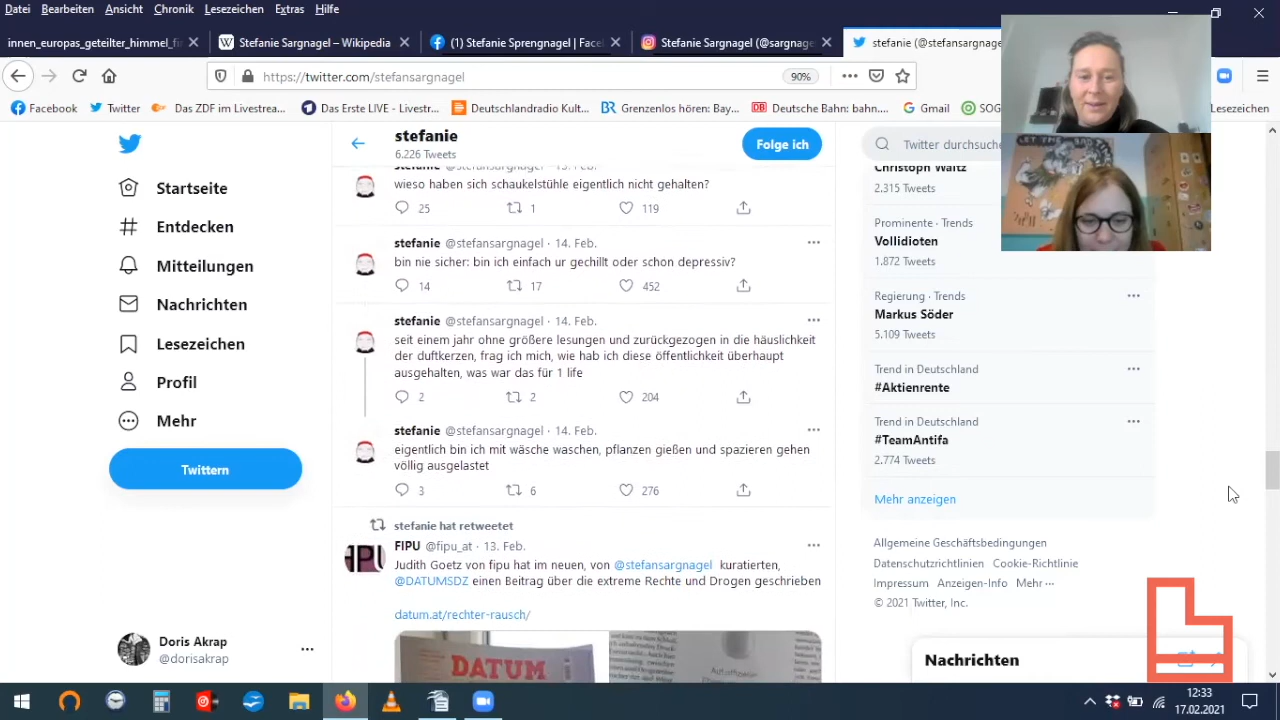 Datei Bearbeiten Ansicht Chronik Lesezeichen Extras Hilfe
innen_europas_geteilter_himmel_fi
Stefanie Sargnagel – Wikipedia
(1) Stefanie Sprengnagel | Face
Stefanie Sargnagel (@sargnage
stefanie (@stefansargnagel
https://twitter.com/stefansargnagel
90%
Facebook
Twitter
Das ZDF im Livestrea...
Das Erste LIVE - Livestr...
Deutschlandradio Kult...
Grenzenlos hören: Bay...
Deutsche Bahn: bahn....
Gmail
SOG
Lesezeichen
stefanie
6.226 Tweets
Folge ich
Twitter durchsuche
Startseite
Entdecken
Mitteilungen
Nachrichten
Lesezeichen
Profil
Mehr
Twittern
Doris Akrap
@dorisakrap
stefanie @stefansargnagel · 15. Feb.
wieso haben sich schaukelstühle eigentlich nicht gehalten?
25 1 119
stefanie @stefansargnagel · 14. Feb.
bin nie sicher: bin ich einfach ur gechillt oder schon depressiv?
14 17 452
stefanie @stefansargnagel · 14. Feb.
seit einem jahr ohne größere lesungen und zurückgezogen in die häuslichkeit
der duftkerzen, frag ich mich, wie hab ich diese öffentlichkeit überhaupt
ausgehalten, was war das für 1 life
2 2 204
stefanie @stefansargnagel · 14. Feb.
eigentlich bin ich mit wäsche waschen, pflanzen gießen und spazieren gehen
völlig ausgelastet
3 6 276
stefanie hat retweetet
FIPU @fipu_at · 13. Feb.
Judith Goetz von fipu hat im neuen, von @stefansargnagel kuratierten,
@DATUMSDZ einen Beitrag über die extreme Rechte und Drogen geschrieben
datum.at/rechter-rausch/
DATUM
Christoph Waltz
2.315 Tweets
Prominente · Trends
Vollidioten
1.872 Tweets
Regierung · Trends
Markus Söder
5.109 Tweets
Trend in Deutschland
#Aktienrente
Trend in Deutschland
#TeamAntifa
2.774 Tweets
Mehr anzeigen
Allgemeine Geschäftsbedingungen
Datenschutzrichtlinien Cookie-Richtlinie
Impressum Anzeigen-Info Mehr ···
© 2021 Twitter, Inc.
Nachrichten
12:33
17.02.2021